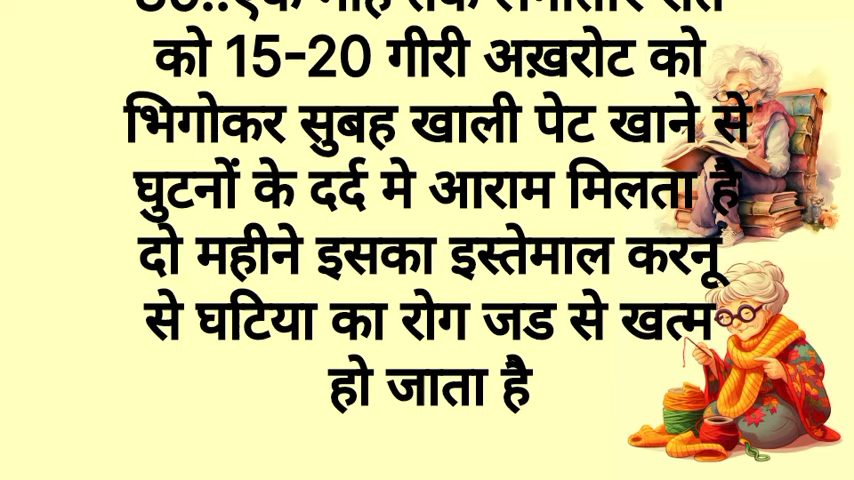 को 15-20 गीरी अख़रोट को
भिगोकर सुबह खाली पेट खाने से
घुटनों के दर्द मे आराम मिलता है
दो महीने इसका इस्तेमाल करनू
से घटिया का रोग जड से खत्म
हो जाता है